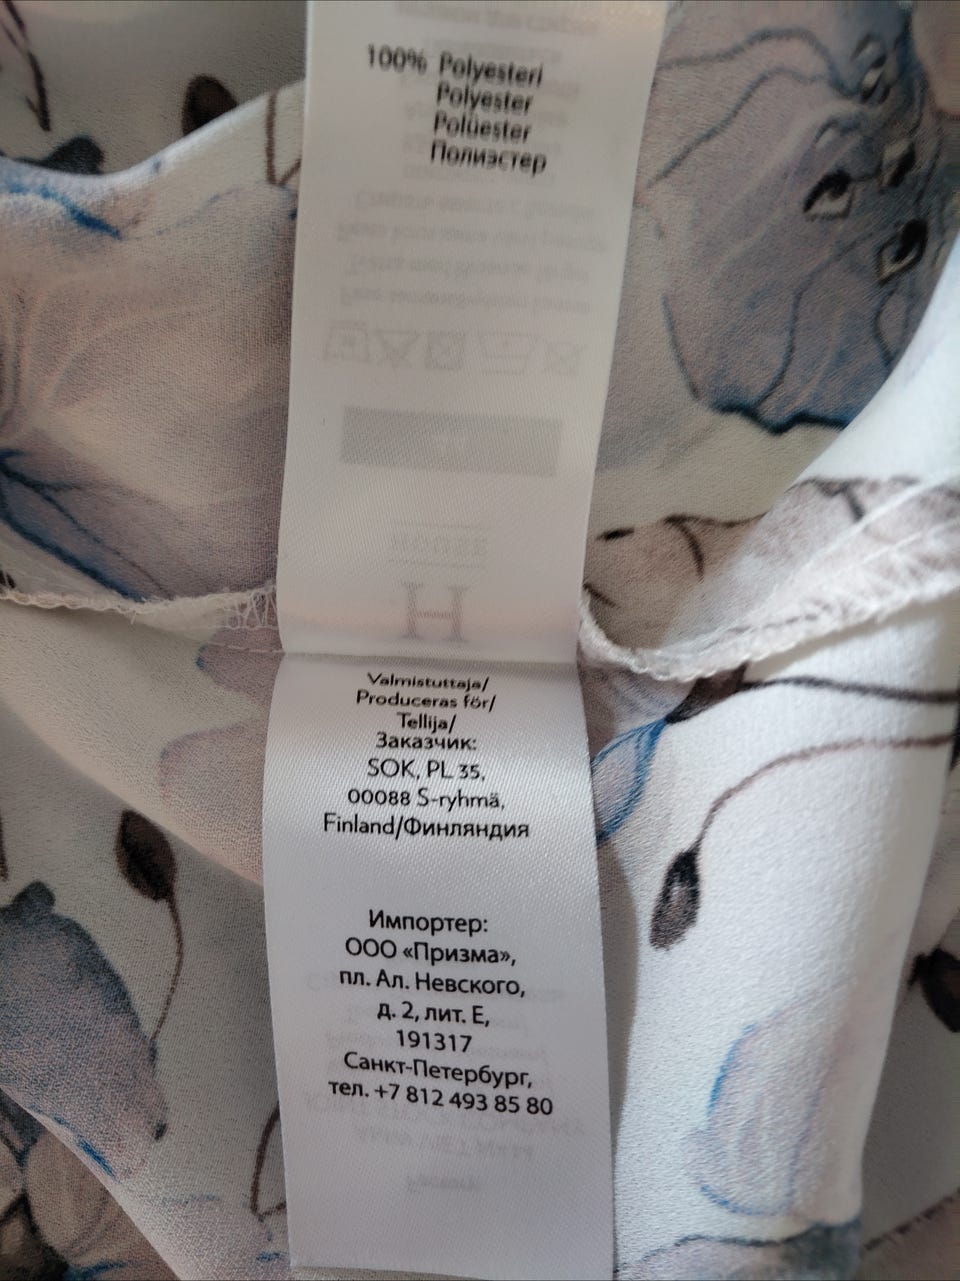 100% Polyesteri
Polyester
Polüester
Полиэстер
HOUSE
H
Valmistuttaja/
Produceras för/
Tellija/
Заказчик:
SOK, PL 35,
00088 S-ryhmä,
Finland/Финляндия
Импортер:
ООО «Призма»,
пл. Ал. Невского,
д. 2, лит. Е,
191317
Санкт-Петербург,
тел. +7 812 493 85 80